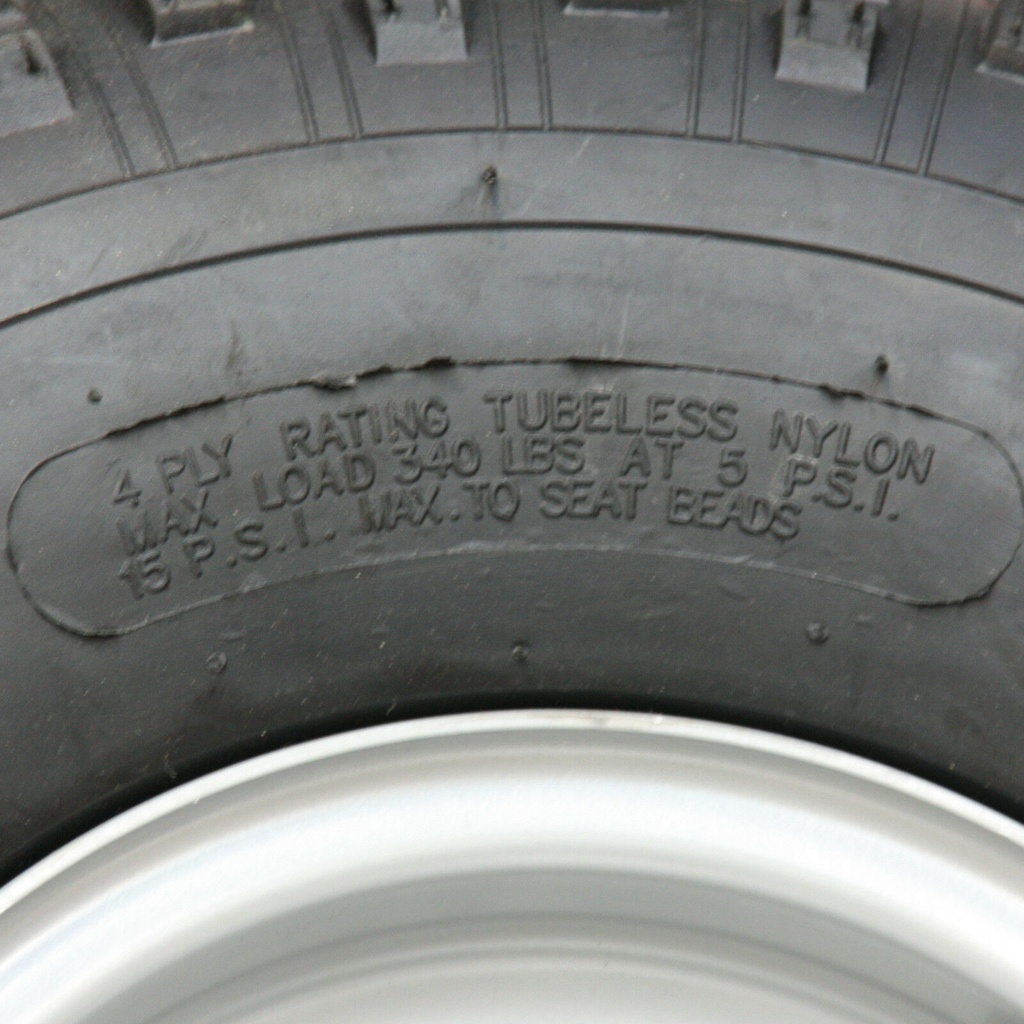 4 PLY RATING TUBELESS NYLON
MAX LOAD 340 LBS AT 5 P.S.I.
15 P.S.I. MAX. TO SEAT BEADS